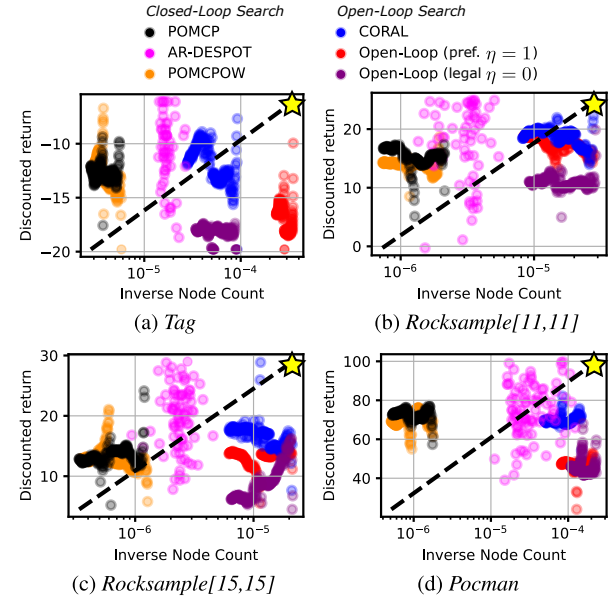 Closed-Loop Search Open-Loop Search
POMCP CORAL
AR-DESPOT Open-Loop (pref. η = 1)
POMCPOW Open-Loop (legal η = 0)
Discounted return
−10
−15
−20
10⁻⁵ 10⁻⁴
Inverse Node Count
(a) Tag
Discounted return
20
10
0
10⁻⁶ 10⁻⁵
Inverse Node Count
(b) Rocksample[11,11]
Discounted return
30
20
10
10⁻⁶ 10⁻⁵
Inverse Node Count
(c) Rocksample[15,15]
Discounted return
100
80
60
40
10⁻⁶ 10⁻⁵ 10⁻⁴
Inverse Node Count
(d) Pocman